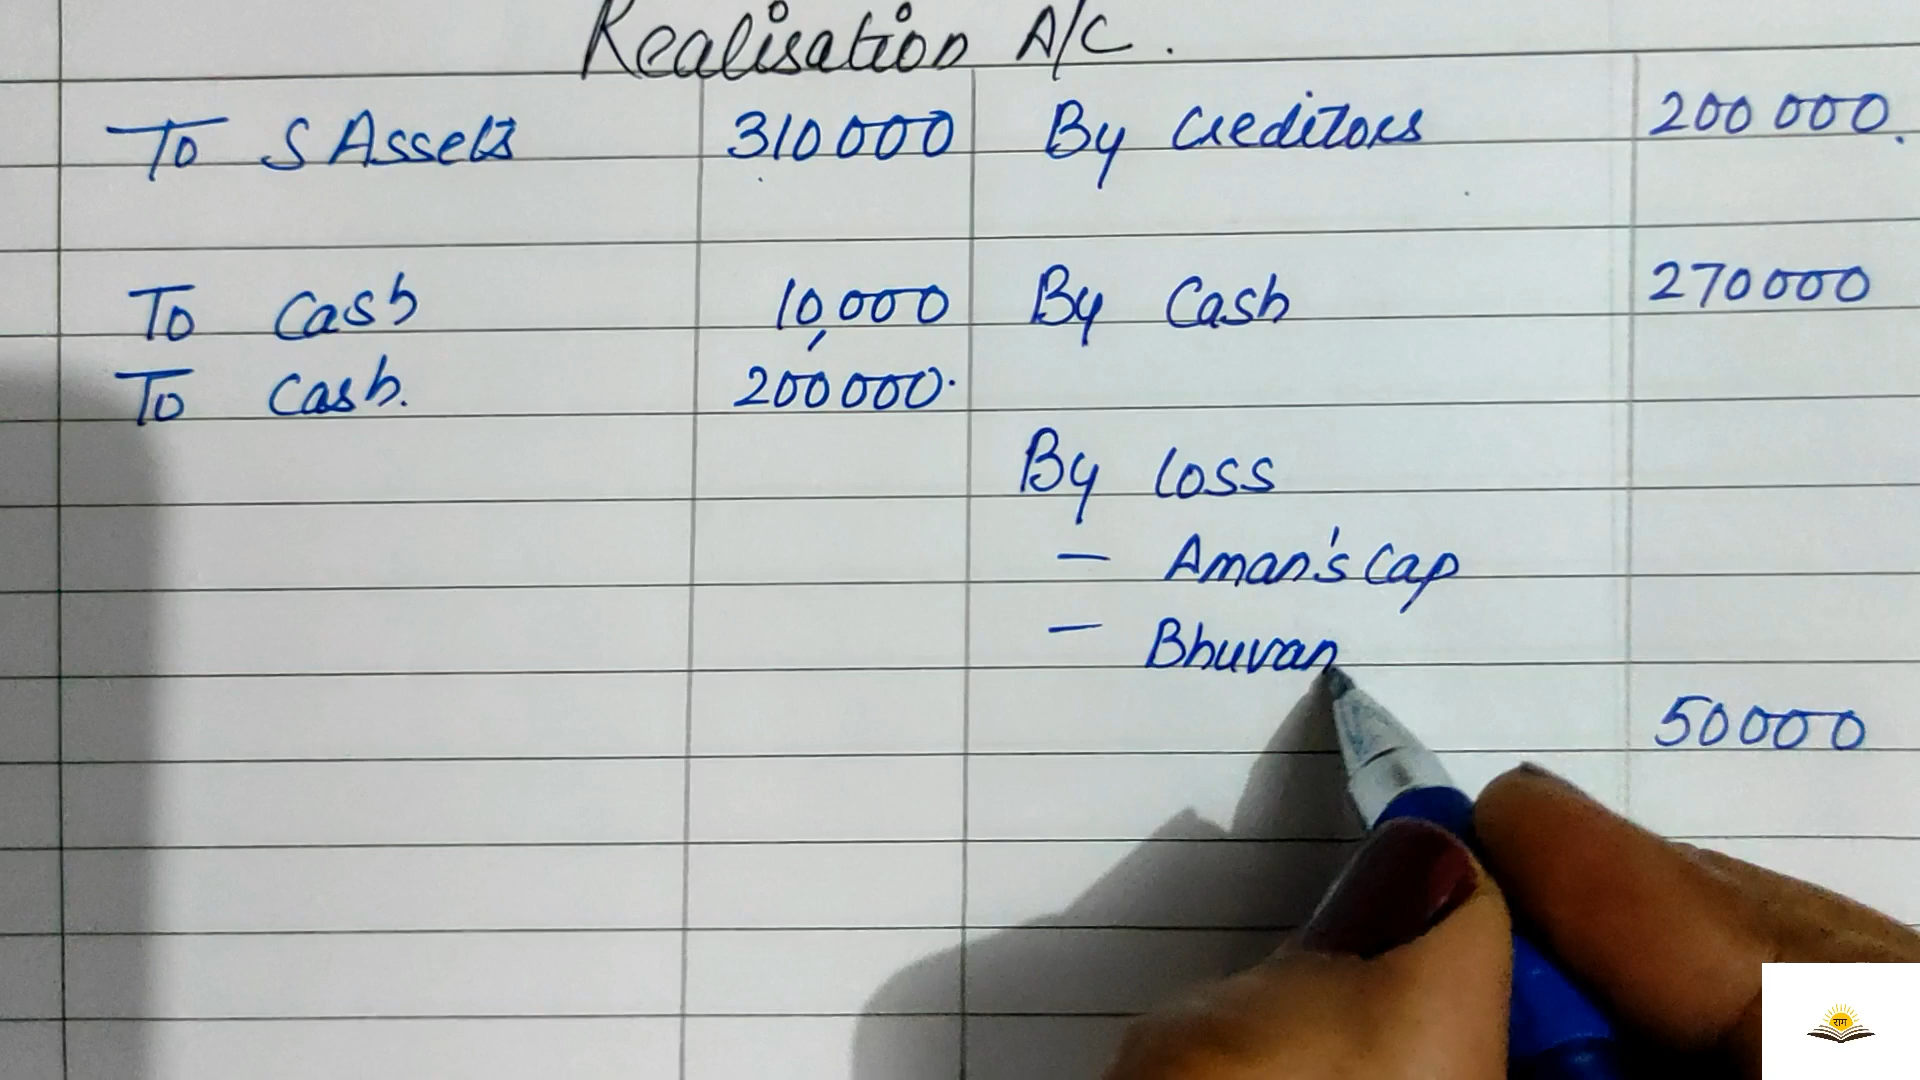 Realisation A/C.
To S Assets 310000 By Creditors 200000.
To Cash 10,000 By Cash 270000
To Cash. 200000.
By Loss
- Aman's Cap
- Bhuvan
50000
राग